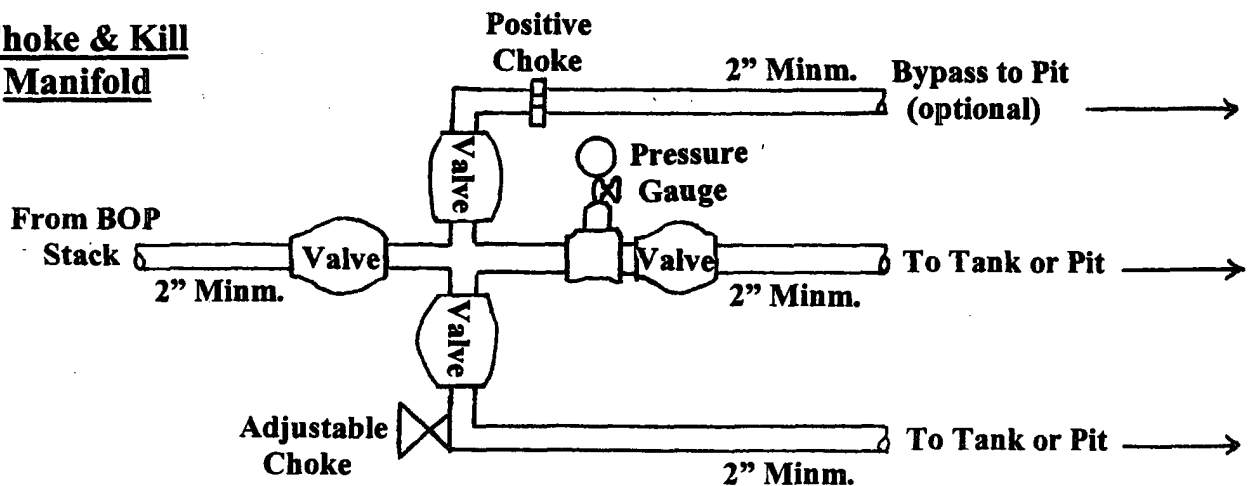 hoke & Kill
Manifold
Positive
Choke
2” Minm.
Bypass to Pit
(optional)
Valve
Pressure
Gauge
From BOP
Stack
2” Minm.
Valve
Valve
2” Minm.
To Tank or Pit
Valve
Adjustable
Choke
2” Minm.
To Tank or Pit